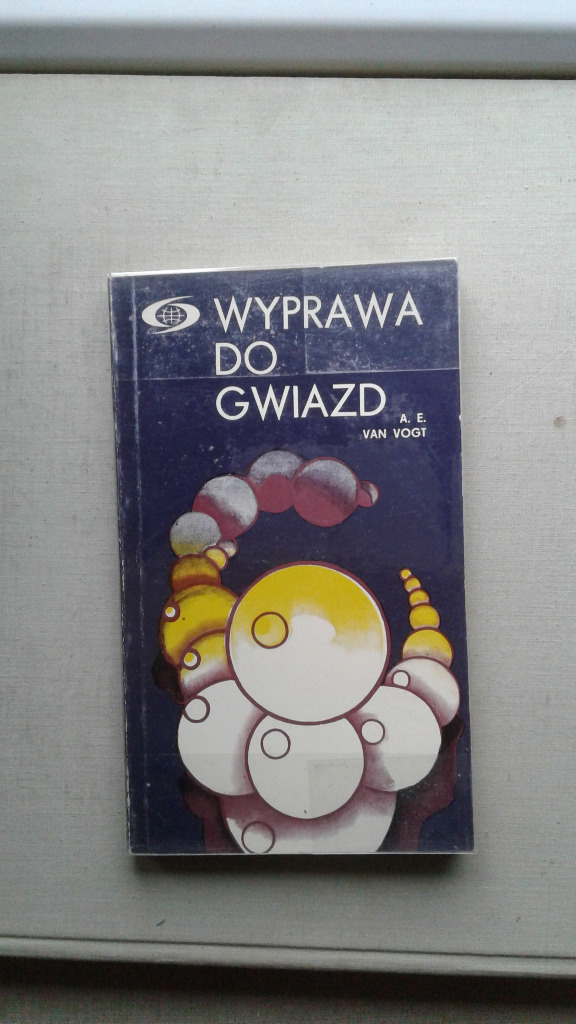 WYPRAWA
DO
GWIAZD
A. E.
VAN VOGT